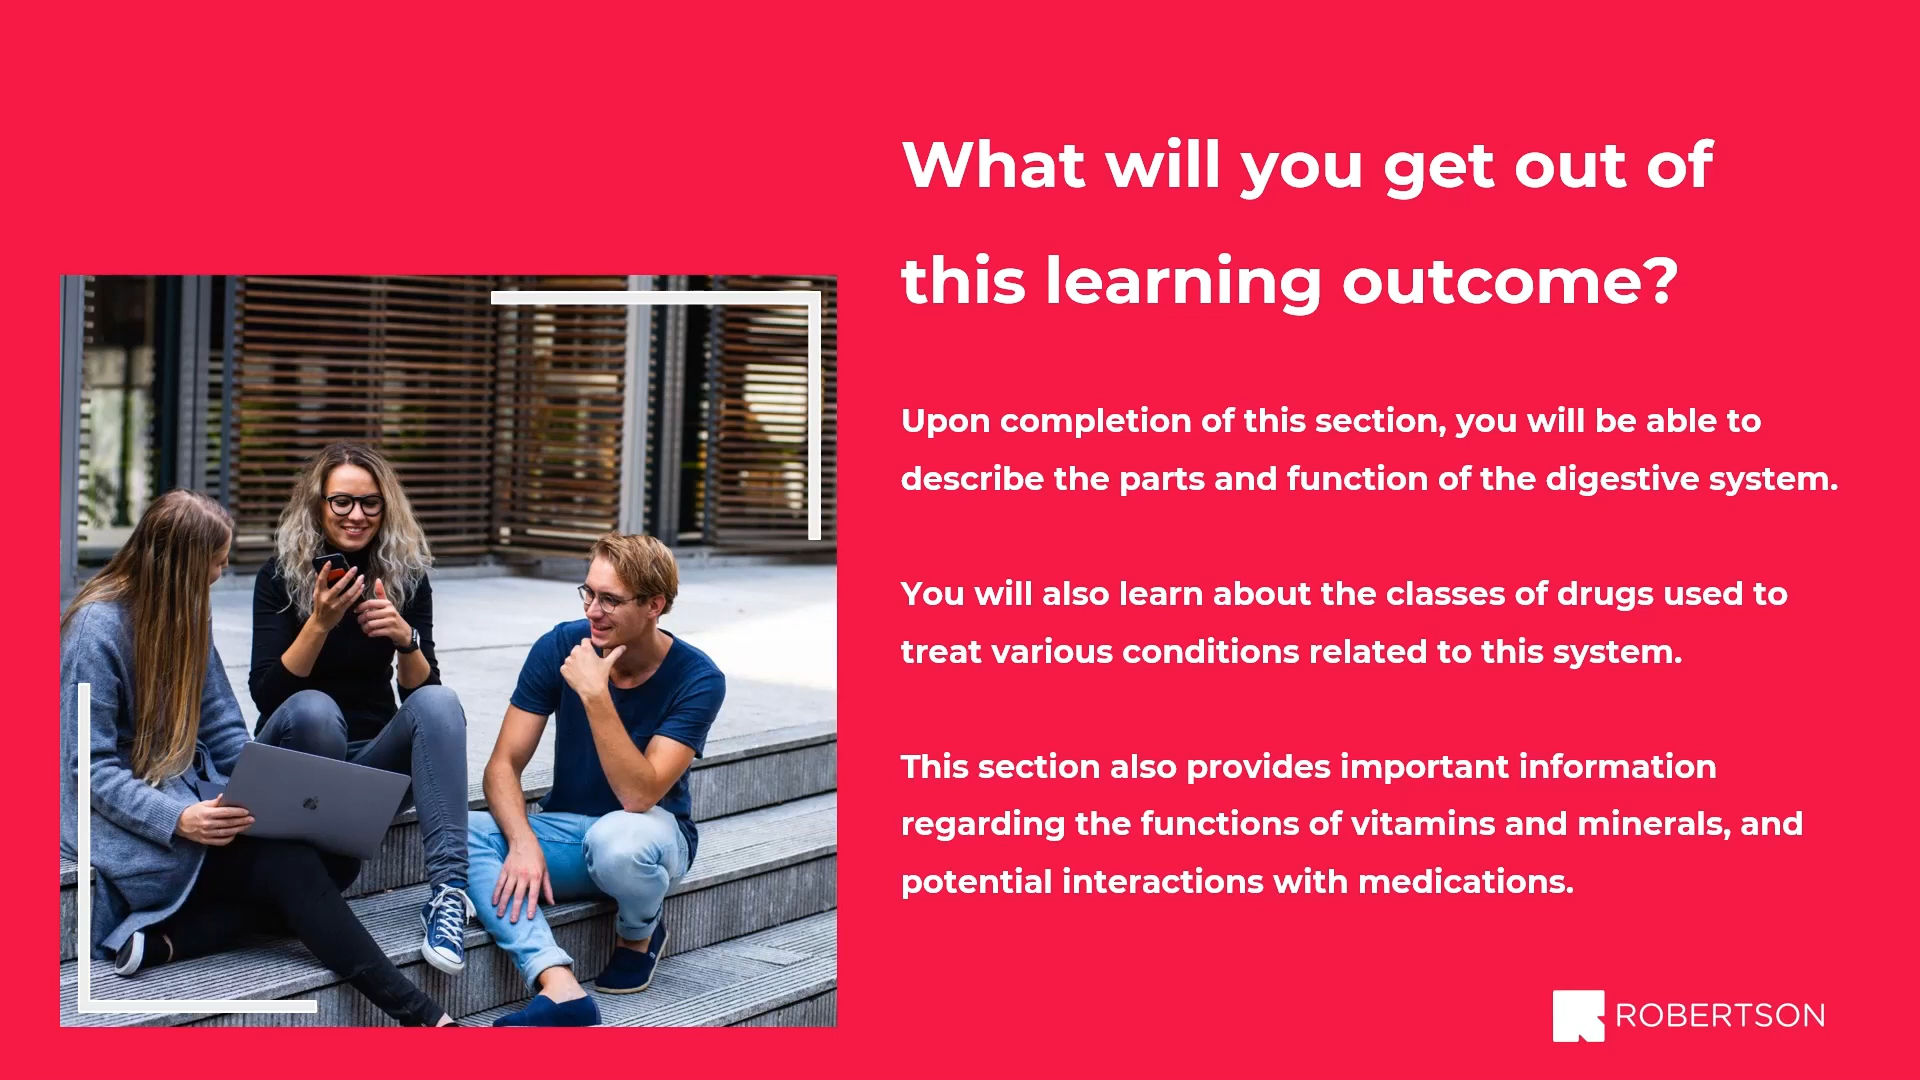 What will you get out of
this learning outcome?
Upon completion of this section, you will be able to
describe the parts and function of the digestive system.
You will also learn about the classes of drugs used to
treat various conditions related to this system.
This section also provides important information
regarding the functions of vitamins and minerals, and
potential interactions with medications.
ROBERTSON